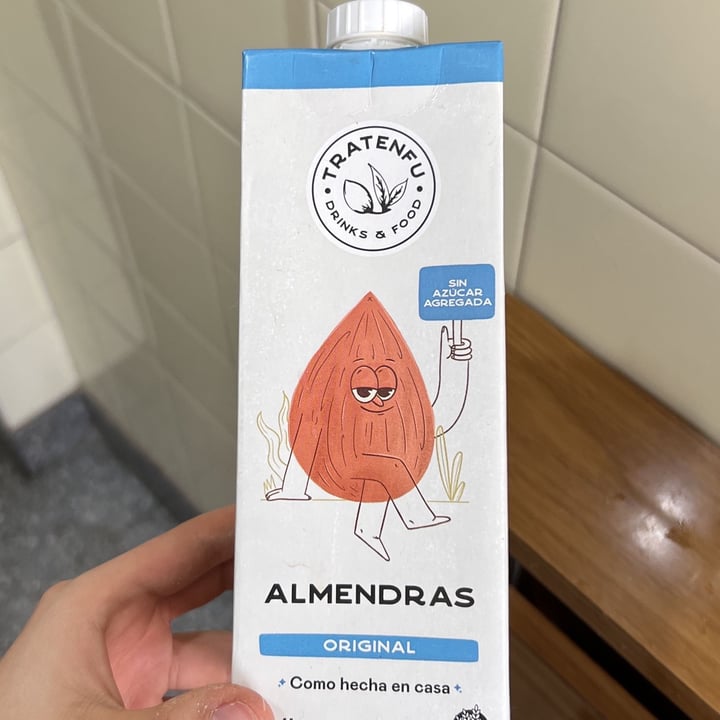 TRATENFU
DRINKS & FOOD
SIN
AZÚCAR
AGREGADA
ALMENDRAS
ORIGINAL
Como hecha en casa